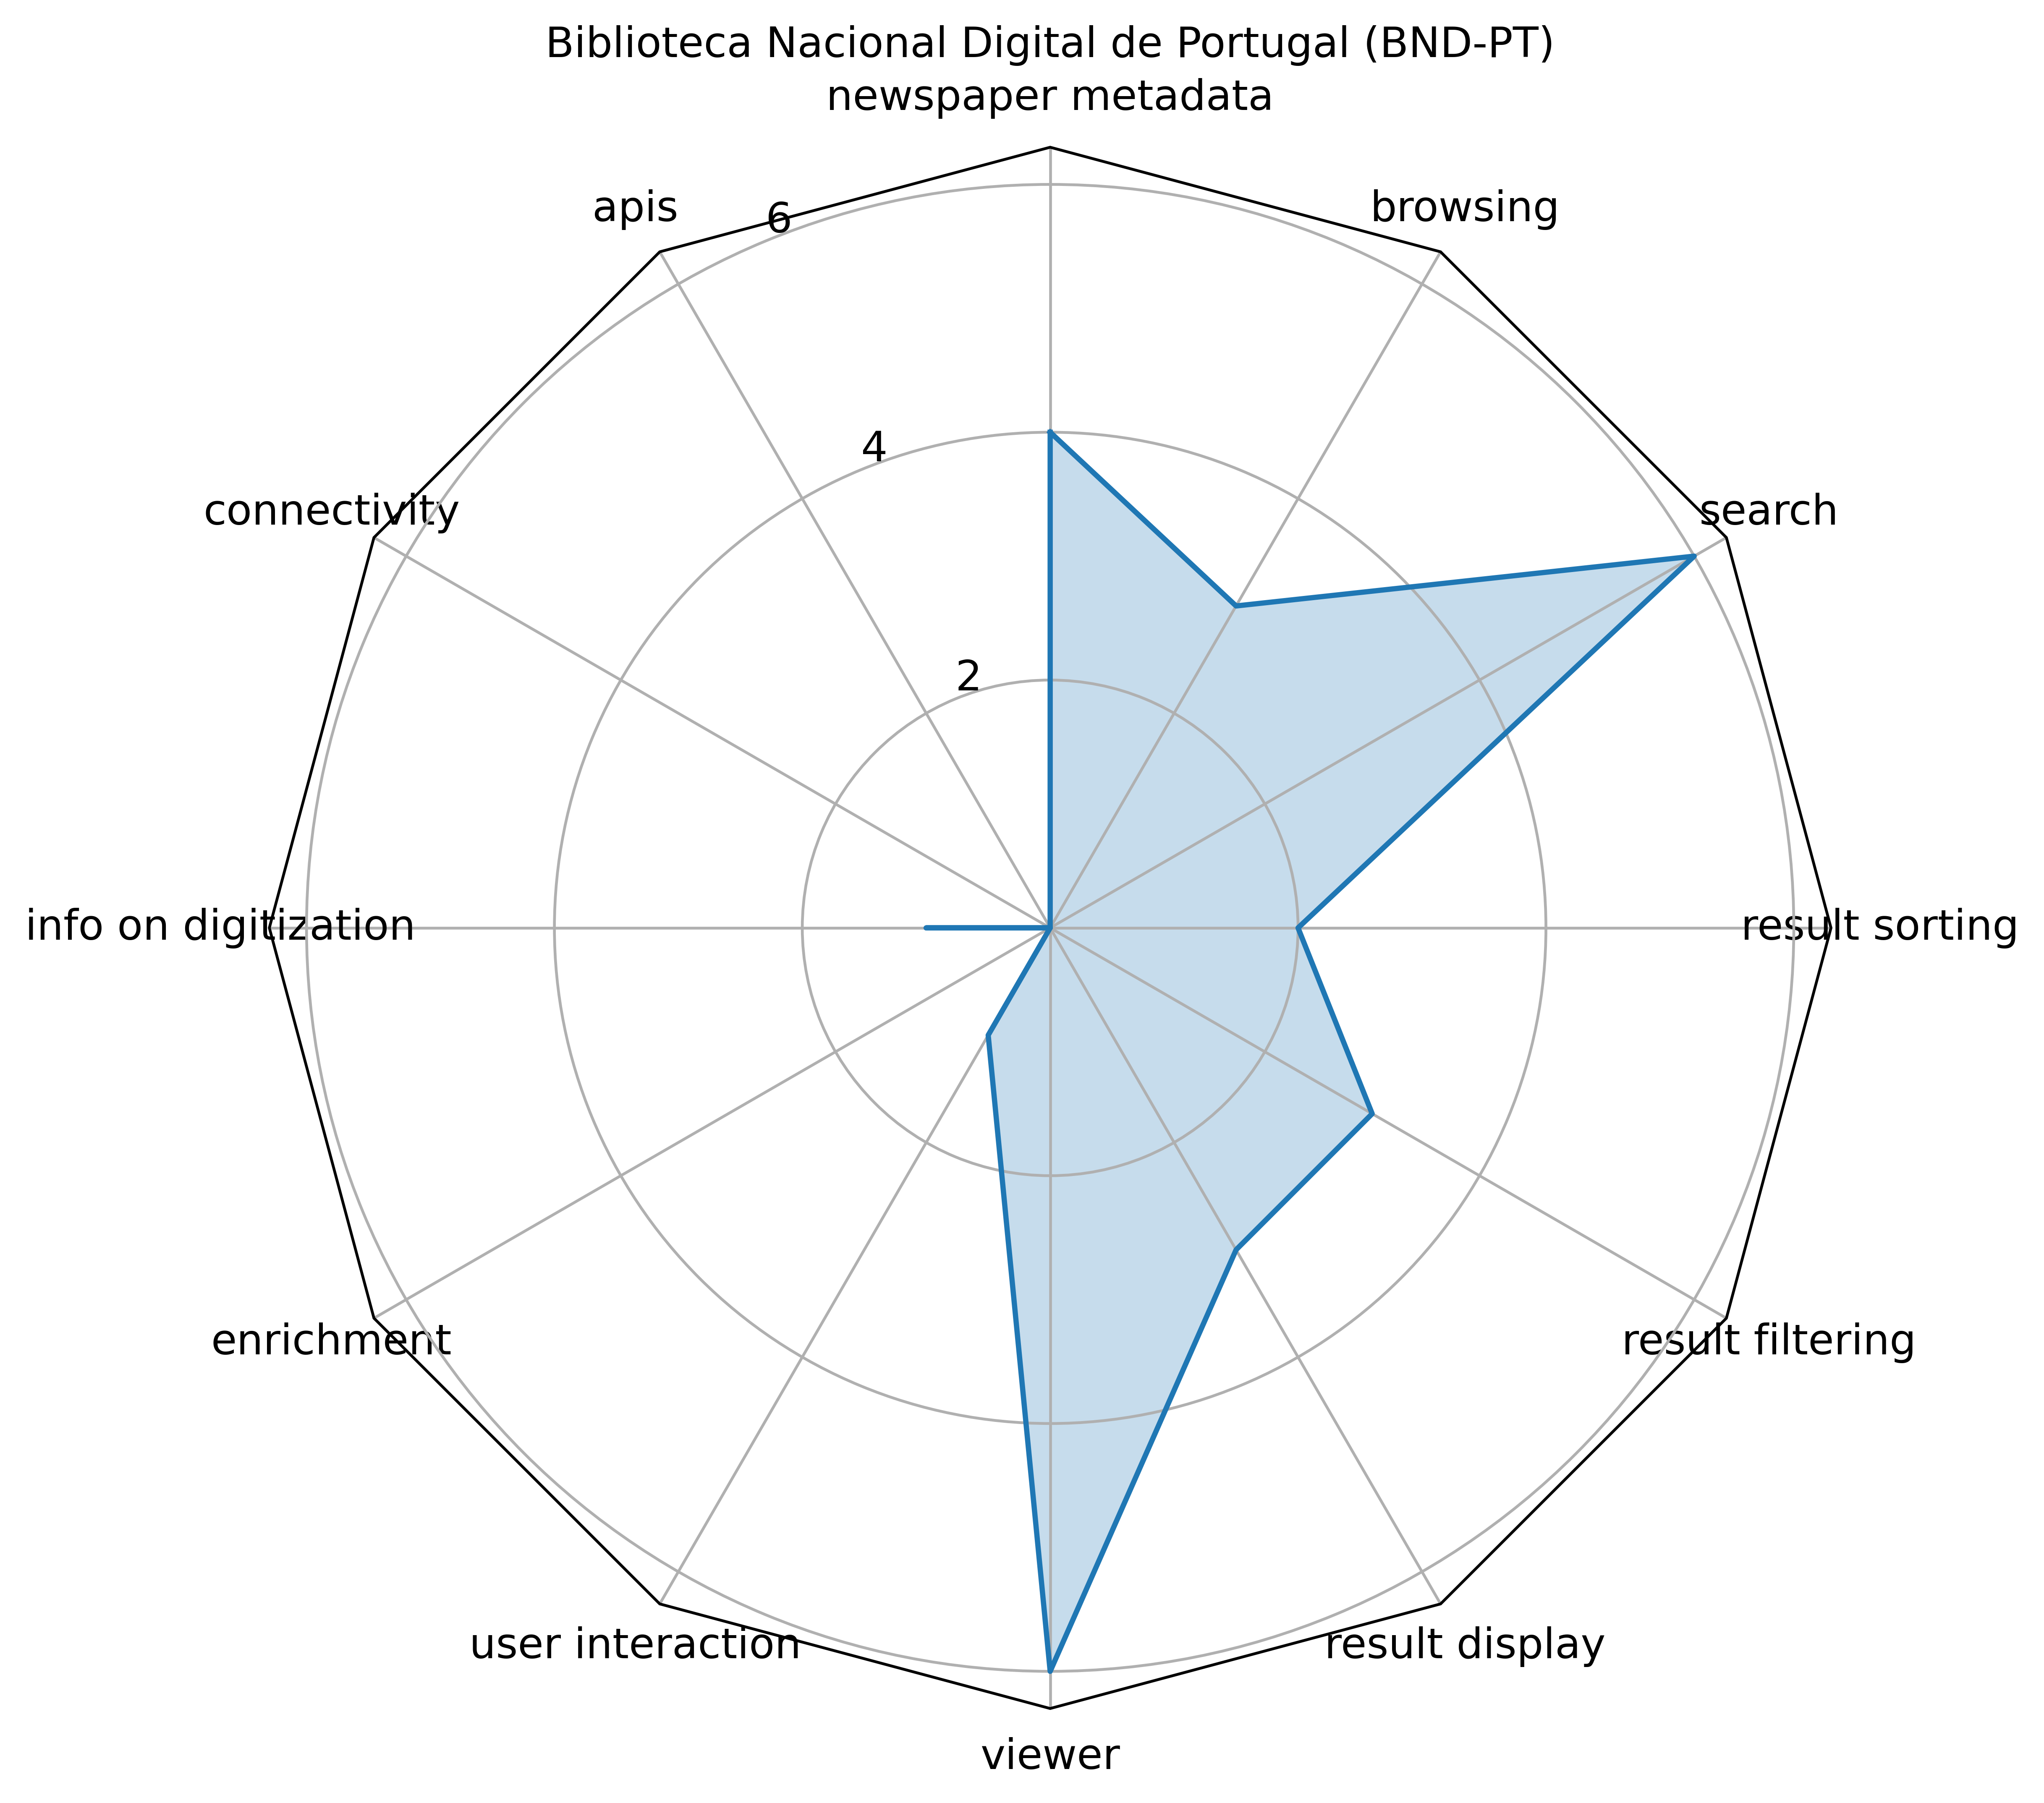 Biblioteca Nacional Digital de Portugal (BND-PT)
newspaper metadata
apis
6
browsing
4
connectivity
search
2
info on digitization
result sorting
enrichment
result filtering
user interaction
result display
viewer